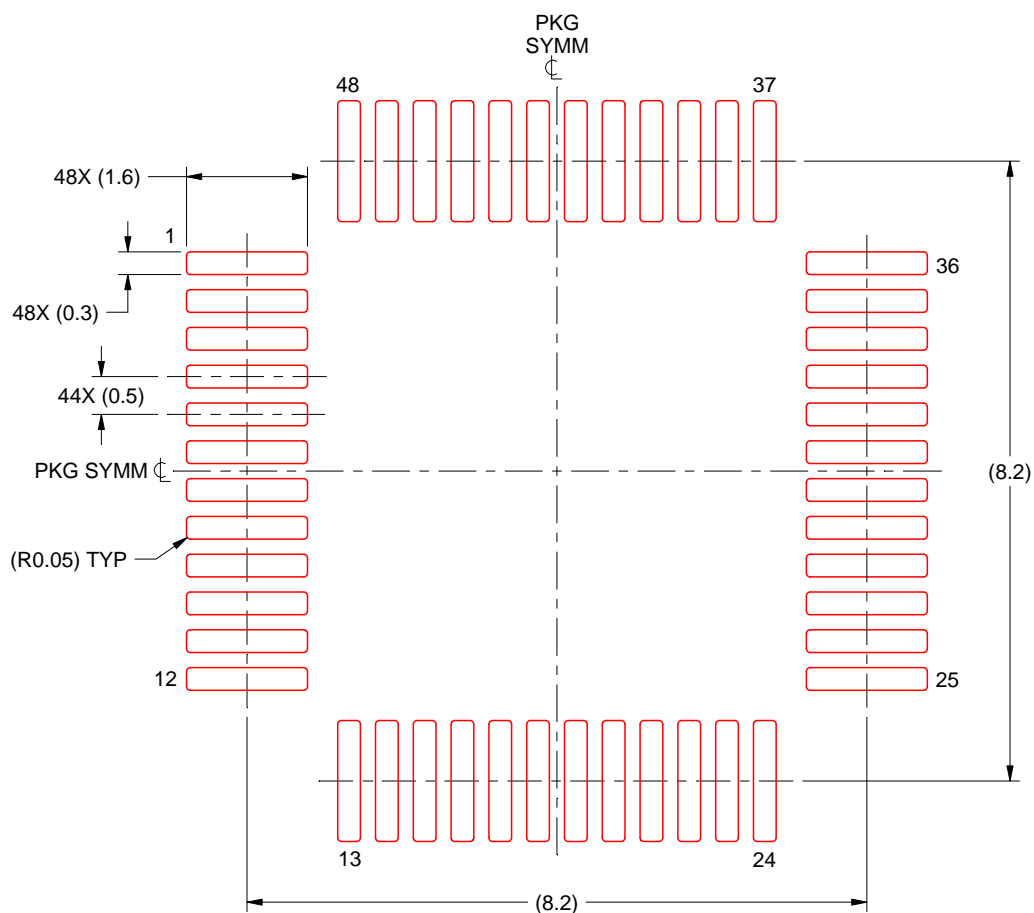 PKG
SYMM
48
37
48X (1.6)
1
36
48X (0.3)
44X (0.5)
PKG SYMM
(8.2)
(R0.05) TYP
12
25
13
24
(8.2)